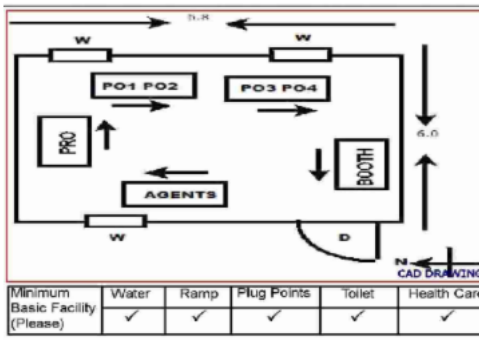 5.8
W W
PO1 PO2 PO3 PO4
6.0
PRO
BOOTH
AGENTS
W D
N
CAD DRAWING
Minimum Basic Facility (Please) Water Ramp Plug Points Toilet Health Care
✓ ✓ ✓ ✓ ✓